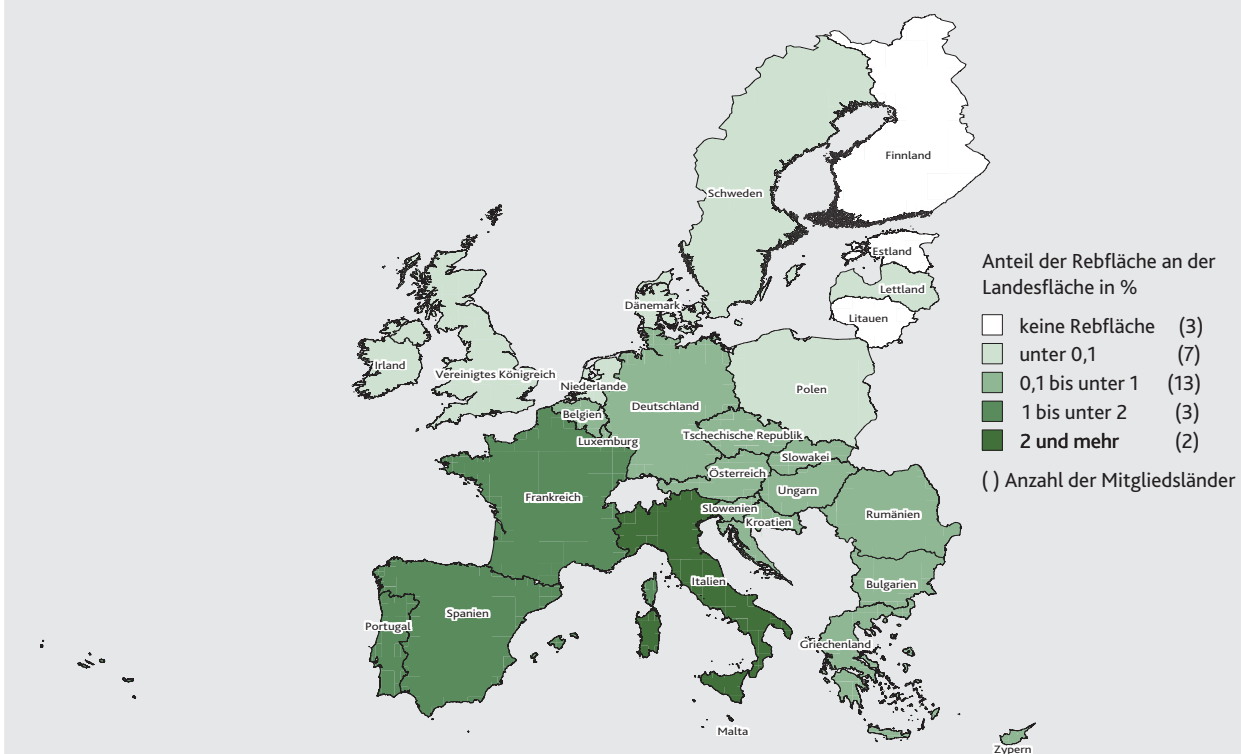 Finnland
Schweden
Estland
Lettland
Dänemark
Litauen
Irland
Vereinigtes Königreich
Niederlande
Polen
Belgien
Deutschland
Luxemburg
Tschechische Republik
Slowakei
Österreich
Ungarn
Frankreich
Slowenien
Kroatien
Rumänien
Italien
Bulgarien
Spanien
Portugal
Griechenland
Malta
Zypern
Anteil der Rebfläche an der
Landesfläche in %
keine Rebfläche (3)
unter 0,1 (7)
0,1 bis unter 1 (13)
1 bis unter 2 (3)
2 und mehr (2)
( ) Anzahl der Mitgliedsländer